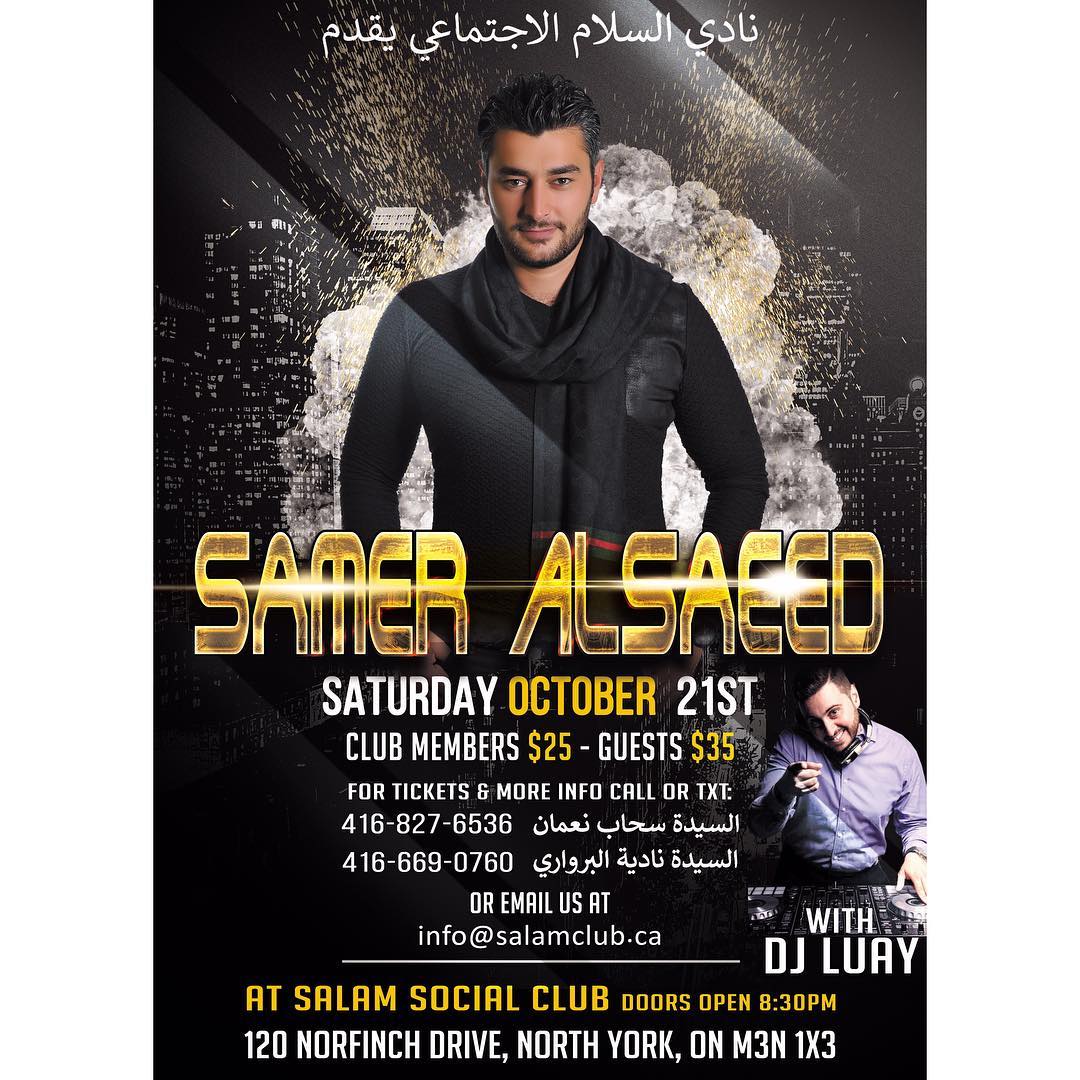 نادي السلام الاجتماعي يقدم
SAMER ALSAEED
SATURDAY OCTOBER 21ST
CLUB MEMBERS $25 - GUESTS $35
FOR TICKETS & MORE INFO CALL OR TXT:
416-827-6536 السيدة سحاب نعمان
416-669-0760 السيدة نادية البرواري
OR EMAIL US AT
info@salamclub.ca
WITH
DJ LUAY
AT SALAM SOCIAL CLUB DOORS OPEN 8:30PM
120 NORFINCH DRIVE, NORTH YORK, ON M3N 1X3